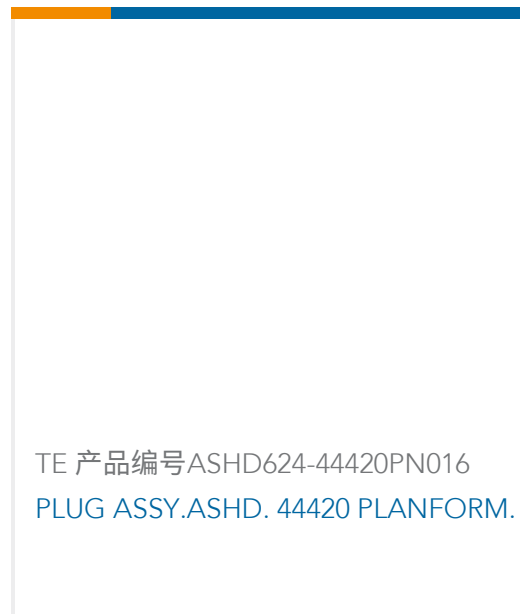 TE 产品编号ASHD624-44420PN016
PLUG ASSY.ASHD. 44420 PLANFORM.